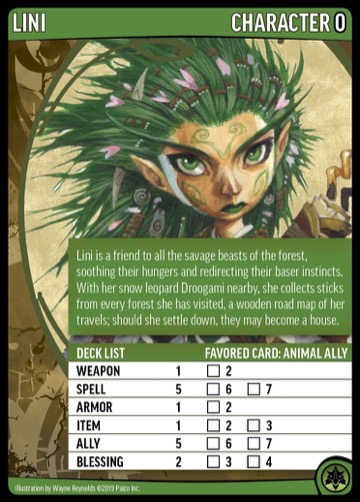 LINI CHARACTER 0
Lini is a friend to all the savage beasts of the forest,
soothing their hungers and redirecting their baser instincts.
With her snow leopard Droogami nearby, she collects sticks
from every forest she has visited, a wooden road map of her
travels; should she settle down, they may become a house.
DECK LIST FAVORED CARD: ANIMAL ALLY
WEAPON 1 □ 2
SPELL 5 □ 6 □ 7
ARMOR 1 □ 2
ITEM 1 □ 2 □ 3
ALLY 5 □ 6 □ 7
BLESSING 2 □ 3 □ 4
Illustration by Wayne Reynolds ©2019 Paizo Inc.